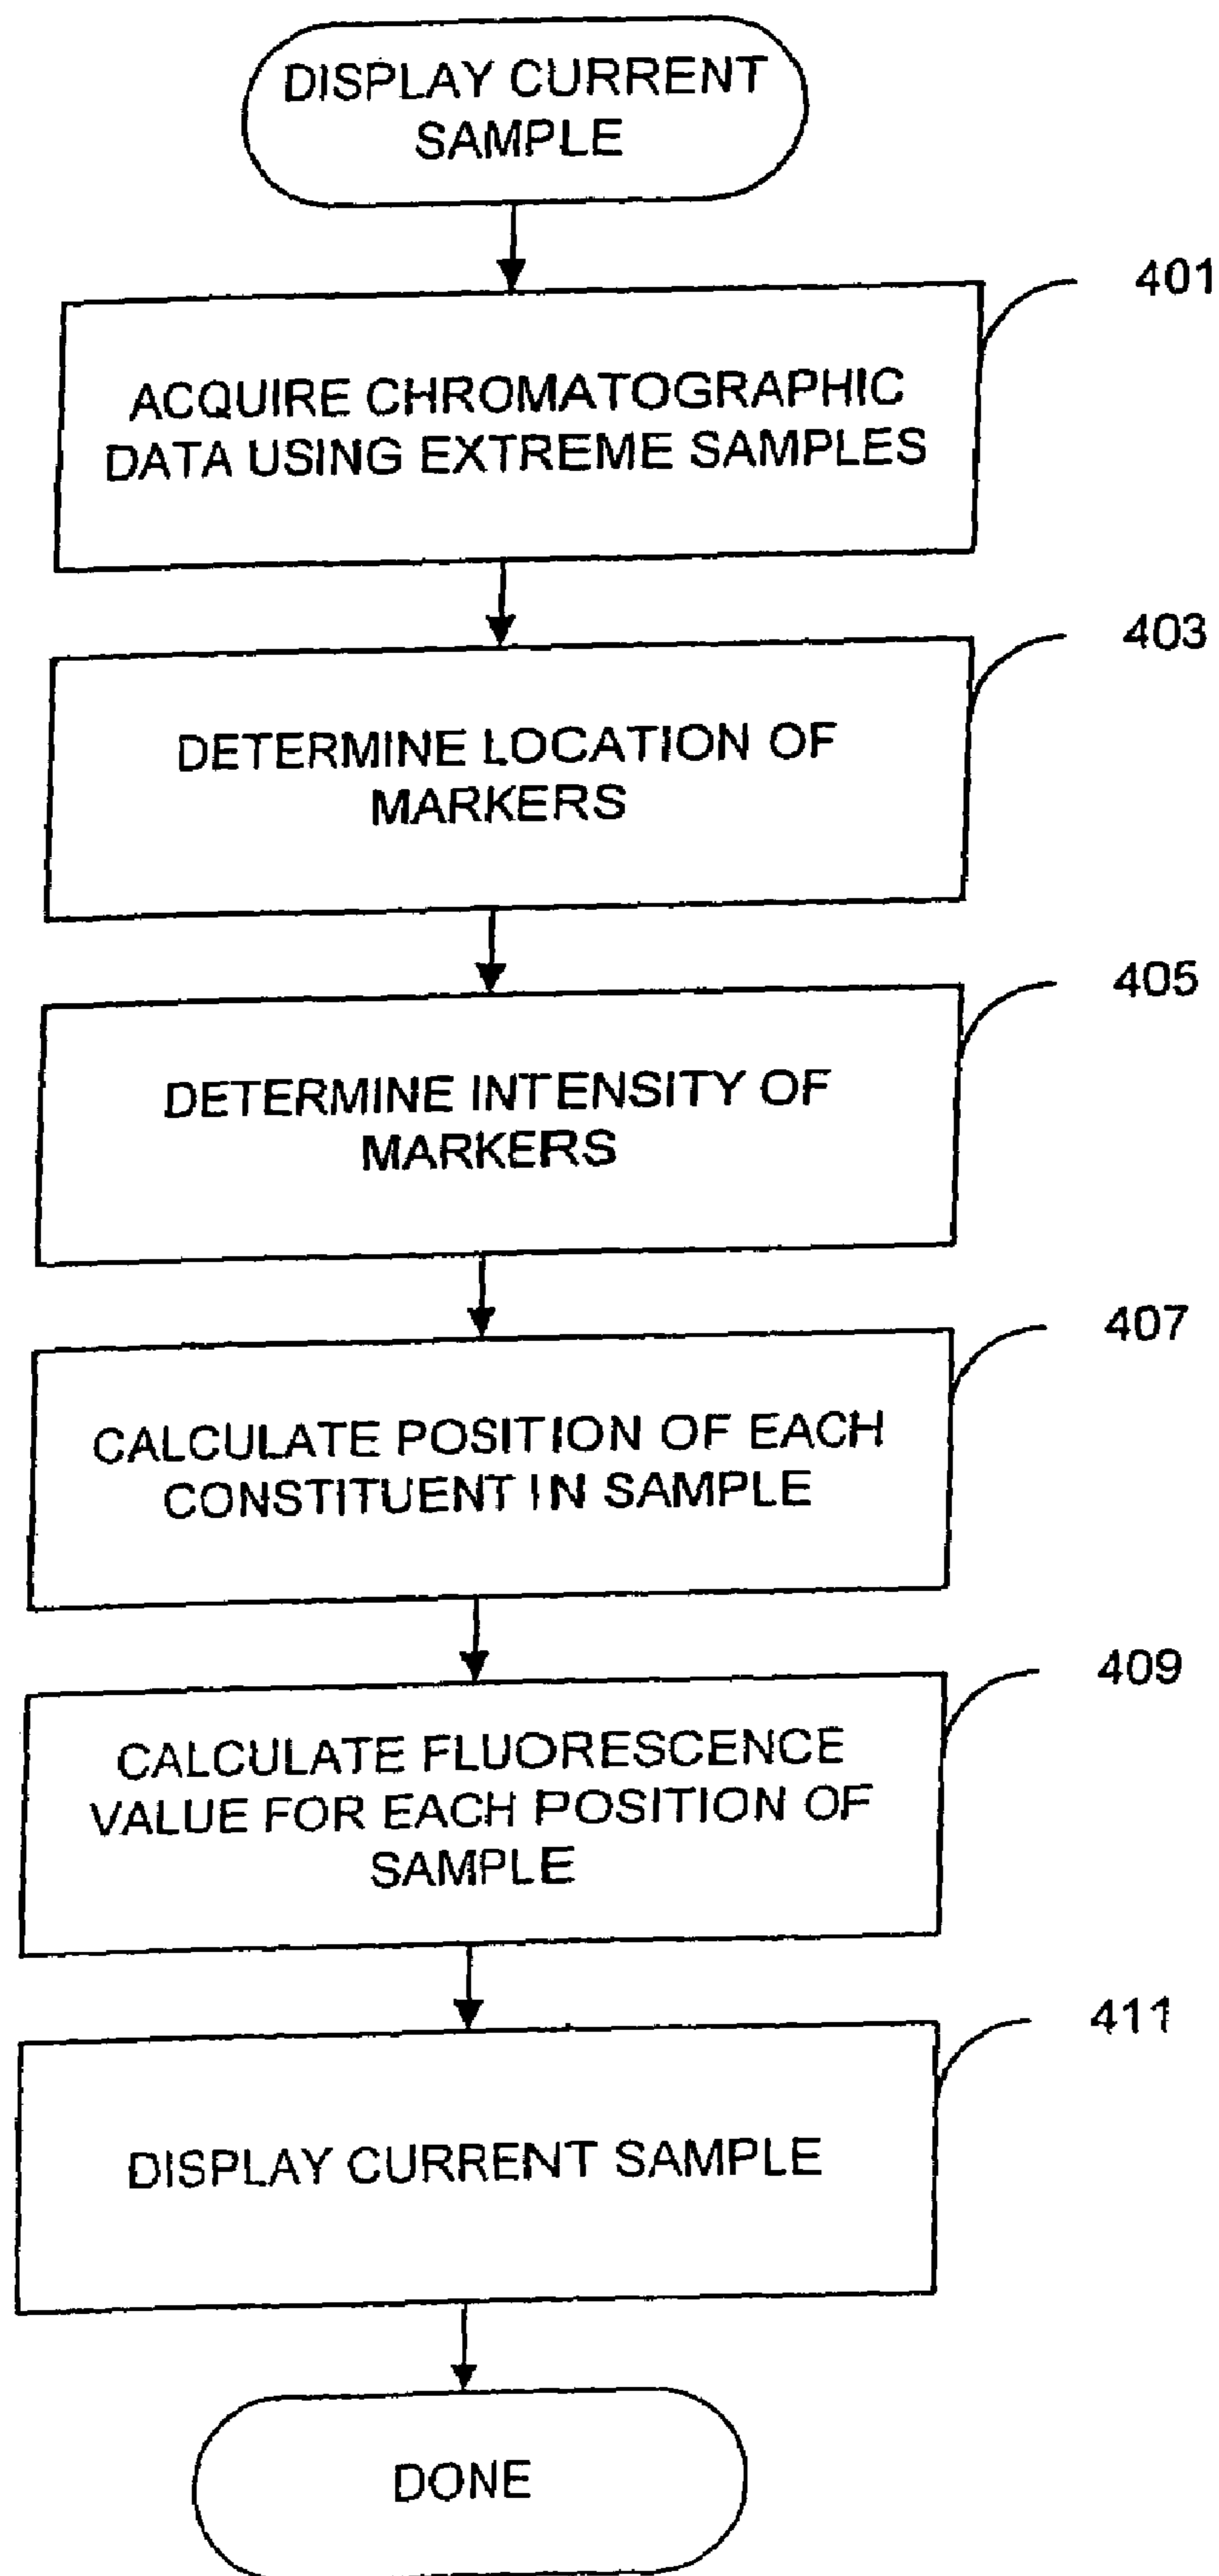 DISPLAY CURRENT
SAMPLE
401
ACQUIRE CHROMATOGRAPHIC
DATA USING EXTREME SAMPLES
403
DETERMINE LOCATION OF
MARKERS
405
DETERMINE INTENSITY OF
MARKERS
407
CALCULATE POSITION OF EACH
CONSTITUENT IN SAMPLE
409
CALCULATE FLUORESCENCE
VALUE FOR EACH POSITION OF
SAMPLE
411
DISPLAY CURRENT SAMPLE
DONE